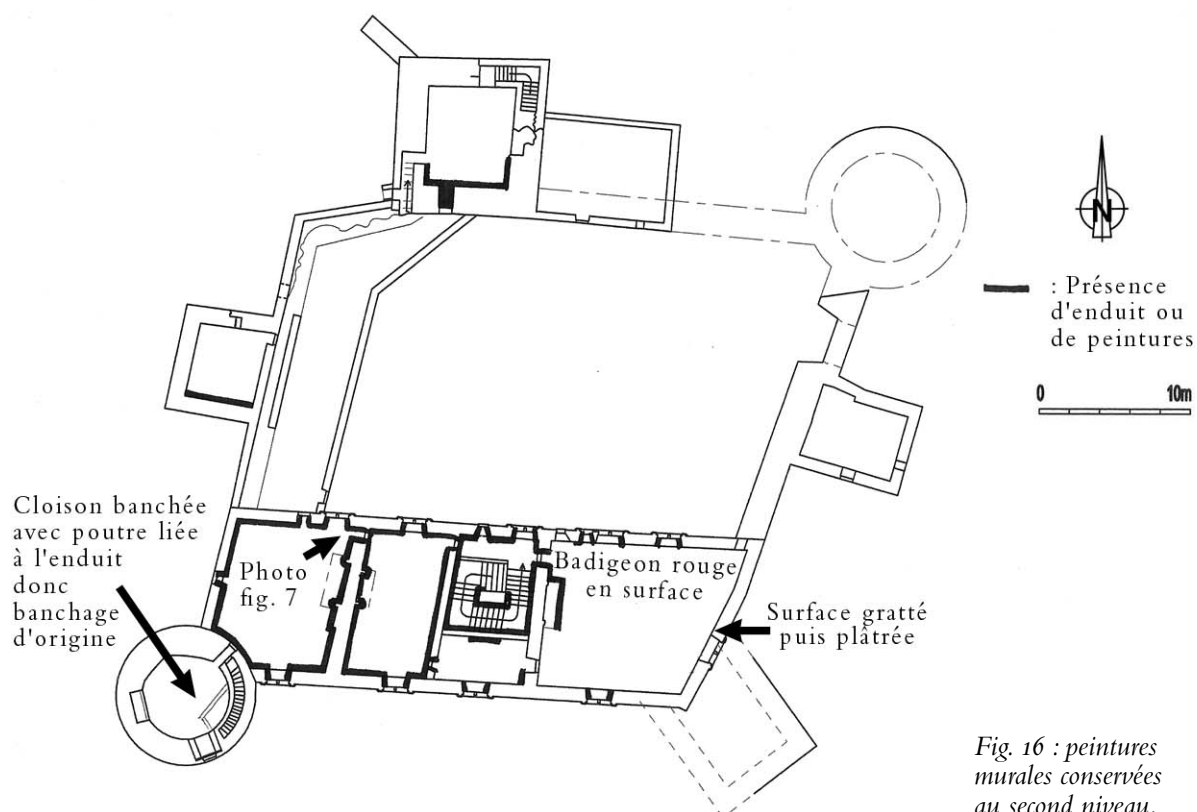 N
: Présence
d'enduit ou
de peintures
0 10m
Cloison banchée
avec poutre liée
à l'enduit
donc
banchage
d'origine
Photo
fig. 7
Badigeon rouge
en surface
Surface gratté
puis plâtrée
Fig. 16 : peintures
murales conservées
au second niveau.